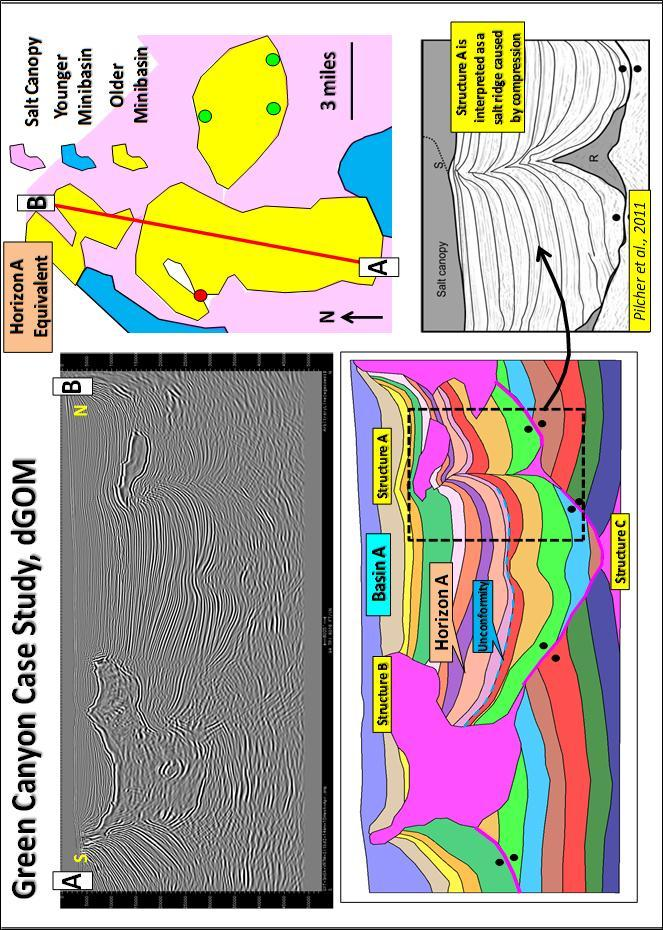 Green Canyon Case Study, dGOM
A
S
N
B
Horizon A
Equivalent
B
A
N
3 miles
Salt Canopy
Younger
Minibasin
Older
Minibasin
Structure B
Basin A
Structure A
Horizon A
Unconformity
Structure C
Salt canopy
S
R
Structure A is
interpreted as a
salt ridge caused
by compression
Pilcher et al., 2011